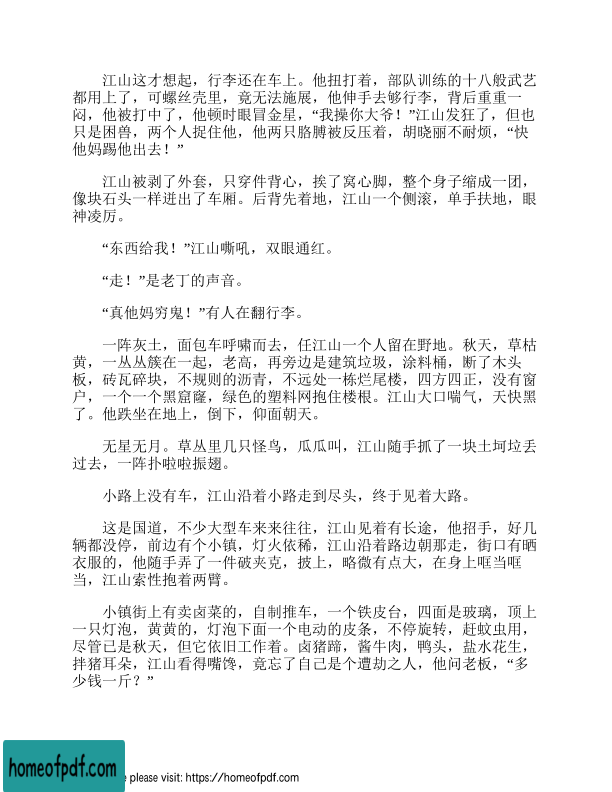 江山这才想起，行李还在车上。他扭打着，部队训练的十八般武艺
都用上了，可螺丝壳里，竟无法施展，他伸手去够行李，背后重重一
闷，他被打中了，他顿时眼冒金星，“我操你大爷！”江山发狂了，但也
只是困兽，两个人捉住他，他两只胳膊被反压着，胡晓丽不耐烦，“快
他妈踢他出去！”
江山被剥了外套，只穿件背心，挨了窝心脚，整个身子缩成一团，
像块石头一样迸出了车厢。后背先着地，江山一个侧滚，单手扶地，眼
神凌厉。
“东西给我！”江山嘶吼，双眼通红。
“走！”是老丁的声音。
“真他妈穷鬼！”有人在翻行李。
一阵灰土，面包车呼啸而去，任江山一个人留在野地。秋天，草枯
黄，一丛丛簇在一起，老高，再旁边是建筑垃圾，涂料桶，断了木头
板，砖瓦碎块，不规则的沥青，不远处一栋烂尾楼，四方四正，没有窗
户，一个一个黑窟窿，绿色的塑料网抱住楼根。江山大口喘气，天快黑
了。他跌坐在地上，倒下，仰面朝天。
无星无月。草丛里几只怪鸟，瓜瓜叫，江山随手抓了一块土坷垃丢
过去，一阵扑啦啦振翅。
小路上没有车，江山沿着小路走到尽头，终于见着大路。
这是国道，不少大型车来来往往，江山见着有长途，他招手，好几
辆都没停，前边有个小镇，灯火依稀，江山沿着路边朝那走，街口有晒
衣服的，他随手弄了一件破夹克，披上，略微有点大，在身上哐当哐
当，江山索性抱着两臂。
小镇街上有卖卤菜的，自制推车，一个铁皮台，四面是玻璃，顶上
一只灯泡，黄黄的，灯泡下面一个电动的皮条，不停旋转，赶蚊虫用，
尽管已是秋天，但它依旧工作着。卤猪蹄，酱牛肉，鸭头，盐水花生，
拌猪耳朵，江山看得嘴馋，竟忘了自己是个遭劫之人，他问老板，“多
少钱一斤？”
homeofpdf.com
please visit: https://homeofpdf.com